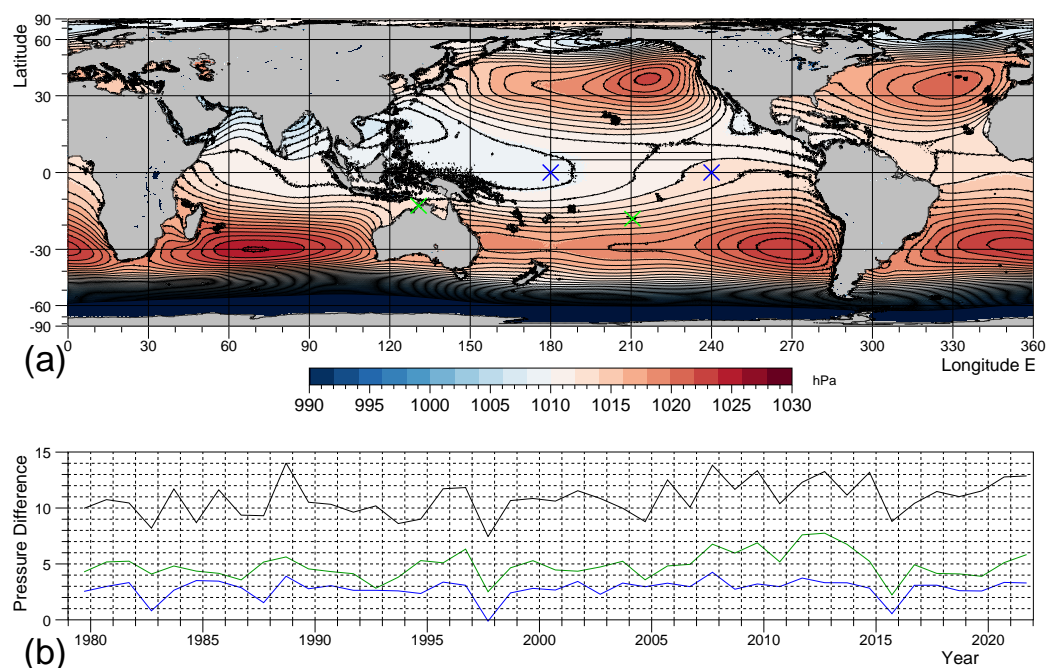 Latitude
90
60
30
0
-30
-60
-90
0 30 60 90 120 150 180 210 240 270 300 330 360
(a)
Longitude E
hPa
990 995 1000 1005 1010 1015 1020 1025 1030
Pressure Difference
15
10
5
0
1980 1985 1990 1995 2000 2005 2010 2015 2020
(b)
Year